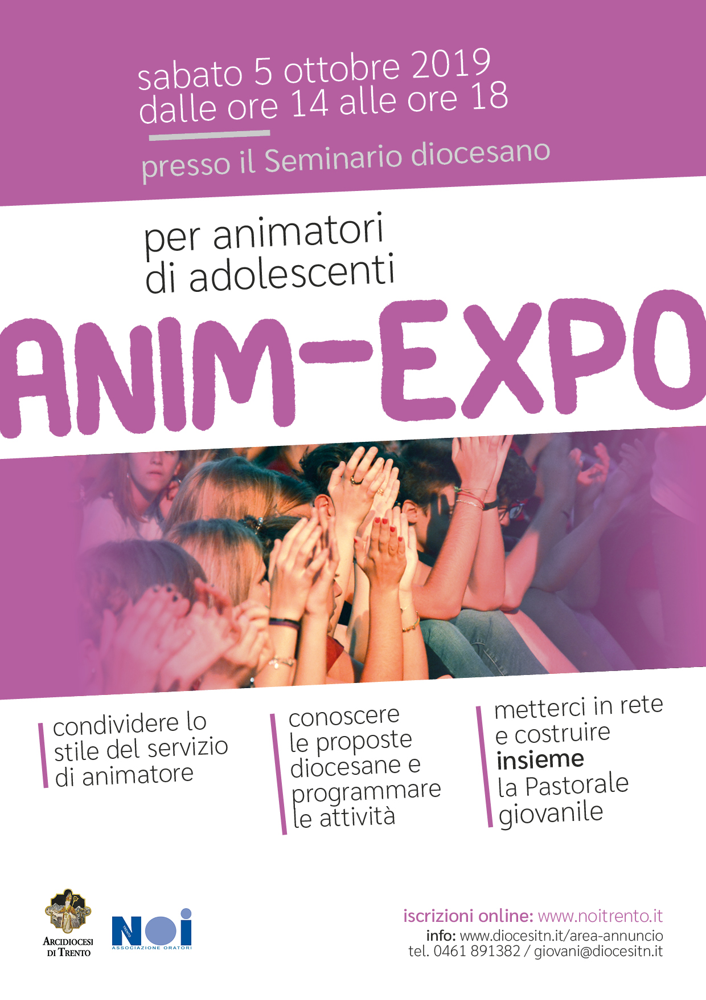 sabato 5 ottobre 2019
dalle ore 14 alle ore 18
presso il Seminario diocesano
per animatori
di adolescenti
ANIM-EXPO
condividere lo
stile del servizio
di animatore
conoscere
le proposte
diocesane e
programmare
le attività
metterci in rete
e costruire
insieme
la Pastorale
giovanile
ARCIDIOCESI
DI TRENTO
NOi
TRENTO
ASSOCIAZIONE ORATORI
iscrizioni online: www.noitrento.it
info: www.diocesitn.it/area-annuncio
tel. 0461 891382 / giovani@diocesitn.it